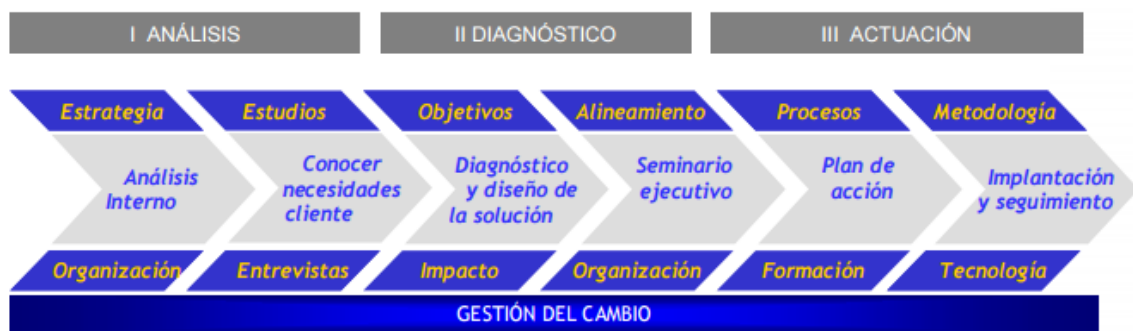 I ANÁLISIS
II DIAGNÓSTICO
III ACTUACIÓN
Estrategia
Estudios
Objetivos
Alineamiento
Procesos
Metodología
Análisis
Interno
Conocer
necesidades
cliente
Diagnóstico
y diseño de
la solución
Seminario
ejecutivo
Plan de
acción
Implantación
y seguimiento
Organización
Entrevistas
Impacto
Organización
Formación
Tecnología
GESTIÓN DEL CAMBIO